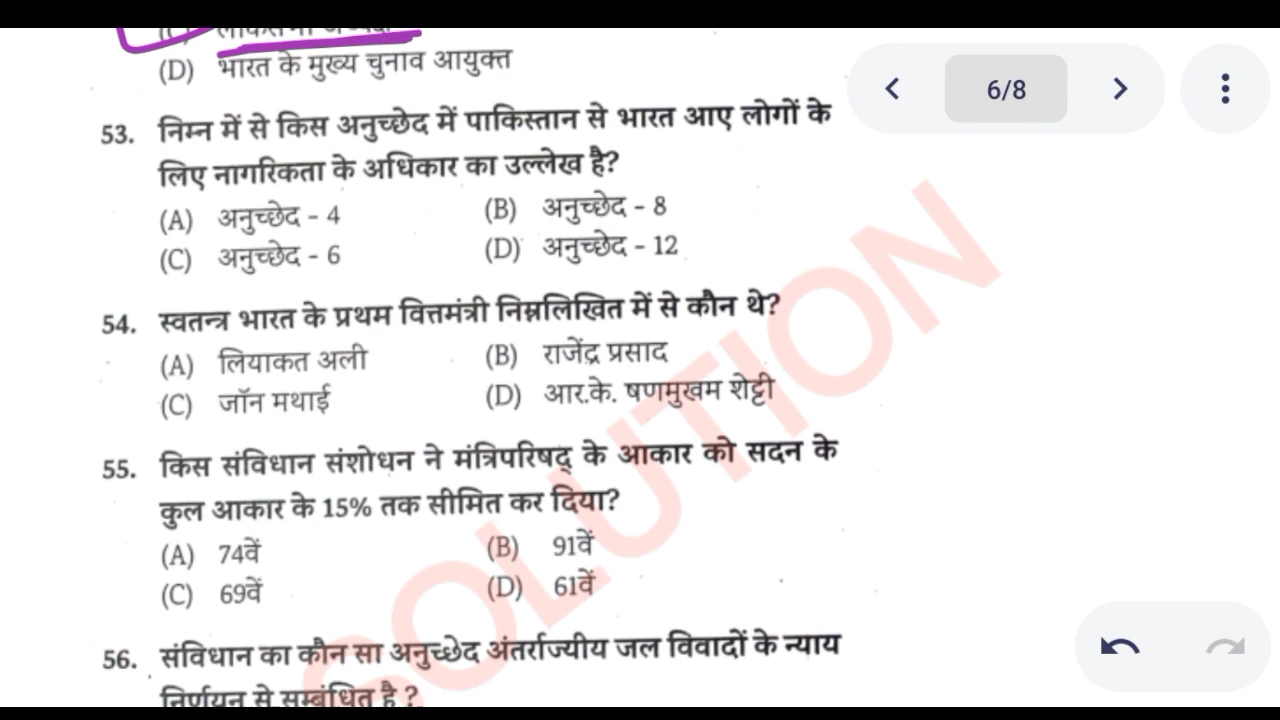 (D) भारत के मुख्य चुनाव आयुक्त
6/8
53. निम्न में से किस अनुच्छेद में पाकिस्तान से भारत आए लोगों के
लिए नागरिकता के अधिकार का उल्लेख है?
(A) अनुच्छेद - 4 (B) अनुच्छेद - 8
(C) अनुच्छेद - 6 (D) अनुच्छेद - 12
54. स्वतन्त्र भारत के प्रथम वित्तमंत्री निम्नलिखित में से कौन थे?
(A) लियाकत अली (B) राजेंद्र प्रसाद
(C) जॉन मथाई (D) आर.के. षणमुखम शेट्टी
55. किस संविधान संशोधन ने मंत्रिपरिषद् के आकार को सदन के
कुल आकार के 15% तक सीमित कर दिया?
(A) 74वें (B) 91वें
(C) 69वें (D) 61वें
56. संविधान का कौन सा अनुच्छेद अंतर्राज्यीय जल विवादों के न्याय
निर्णयन से सम्बंधित है ?
SOLUTION